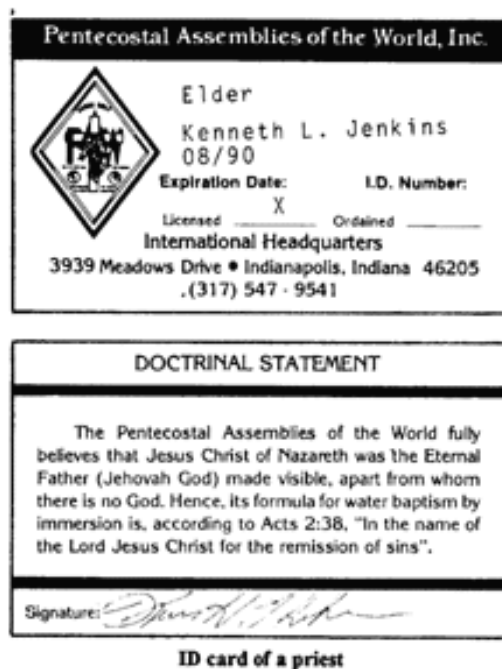 Pentecostal Assemblies of the World, Inc.
Elder
Kenneth L. Jenkins
08/90
Expiration Date: I.D. Number:
Licensed X Ordained
International Headquarters
3939 Meadows Drive • Indianapolis, Indiana 46205
.(317) 547 - 9541
DOCTRINAL STATEMENT
The Pentecostal Assemblies of the World fully
believes that Jesus Christ of Nazareth was the Eternal
Father (Jehovah God) made visible, apart from whom
there is no God. Hence, its formula for water baptism by
immersion is, according to Acts 2:38, "In the name of
the Lord Jesus Christ for the remission of sins".
Signature:
ID card of a priest